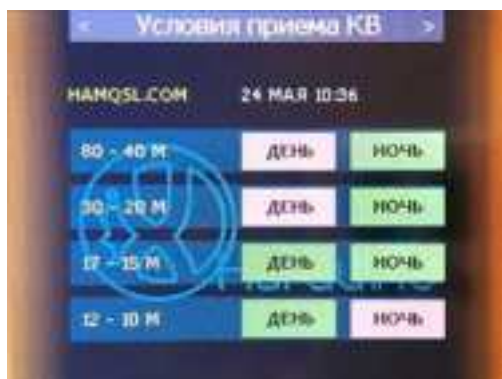 < Условия приема КВ >
HAMQSL.COM 24 МАЯ 10:36
80 - 40 М ДЕНЬ НОЧЬ
30 - 20 М ДЕНЬ НОЧЬ
17 - 15 М ДЕНЬ НОЧЬ
12 - 10 М ДЕНЬ НОЧЬ